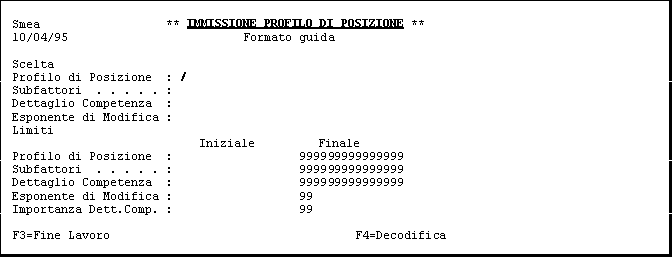 Smea ** IMMISSIONE PROFILO DI POSIZIONE **
10/04/95 Formato guida
Scelta
Profilo di Posizione : /
Subfattori . . . . . :
Dettaglio Competenza :
Esponente di Modifica :
Limiti
Iniziale Finale
Profilo di Posizione : 999999999999999
Subfattori . . . . . : 999999999999999
Dettaglio Competenza : 999999999999999
Esponente di Modifica : 99
Importanza Dett.Comp. : 99
F3=Fine Lavoro F4=Decodifica